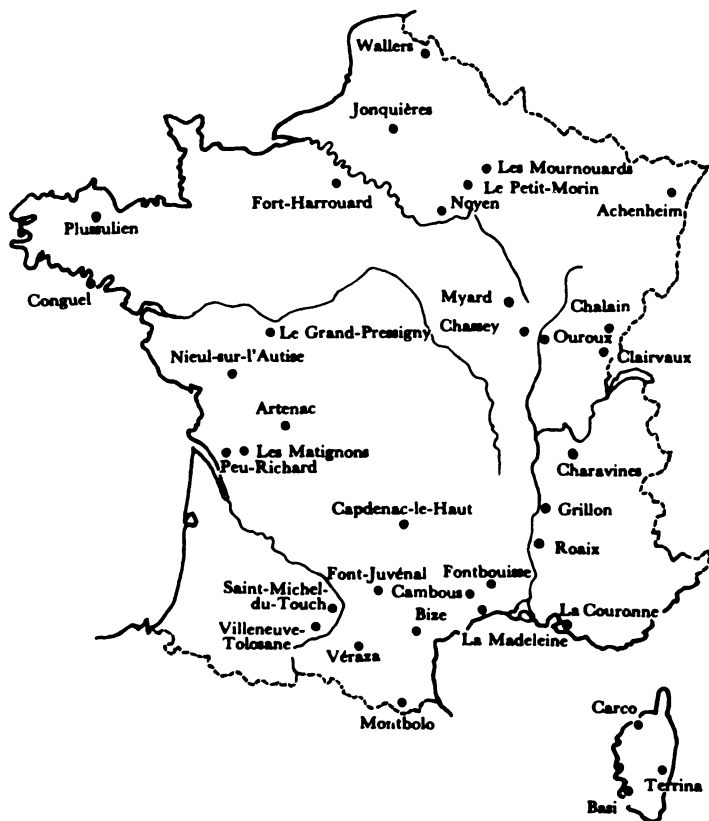 Wallers
Jonquières
Les Mournouards
Le Petit-Morin
Fort-Harrouard
Noyen
Achenheim
Plussulien
Conguel
Myard
Chalain
Chassey
Ouroux
Le Grand-Pressigny
Clairvaux
Nieul-sur-l'Autise
Artenac
Les Matignons
Peu-Richard
Charavines
Capdenac-le-Haut
Grillon
Roaix
Font-Juvénal
Fontbouisse
Saint-Michel-
du-Touch
Cambous
Bize
La Couronne
Villeneuve-
Tolosane
La Madeleine
Véraza
Montbolo
Carco
Terrina
Basi